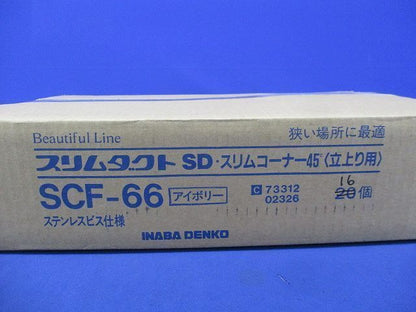 Beautiful Line 狭い場所に最適
スリムダクト SD・スリムコーナー45°〈立上り用〉
16
SCF-66 アイボリー C 73312 20個
02326
ステンレスビス仕様
INABA DENKO